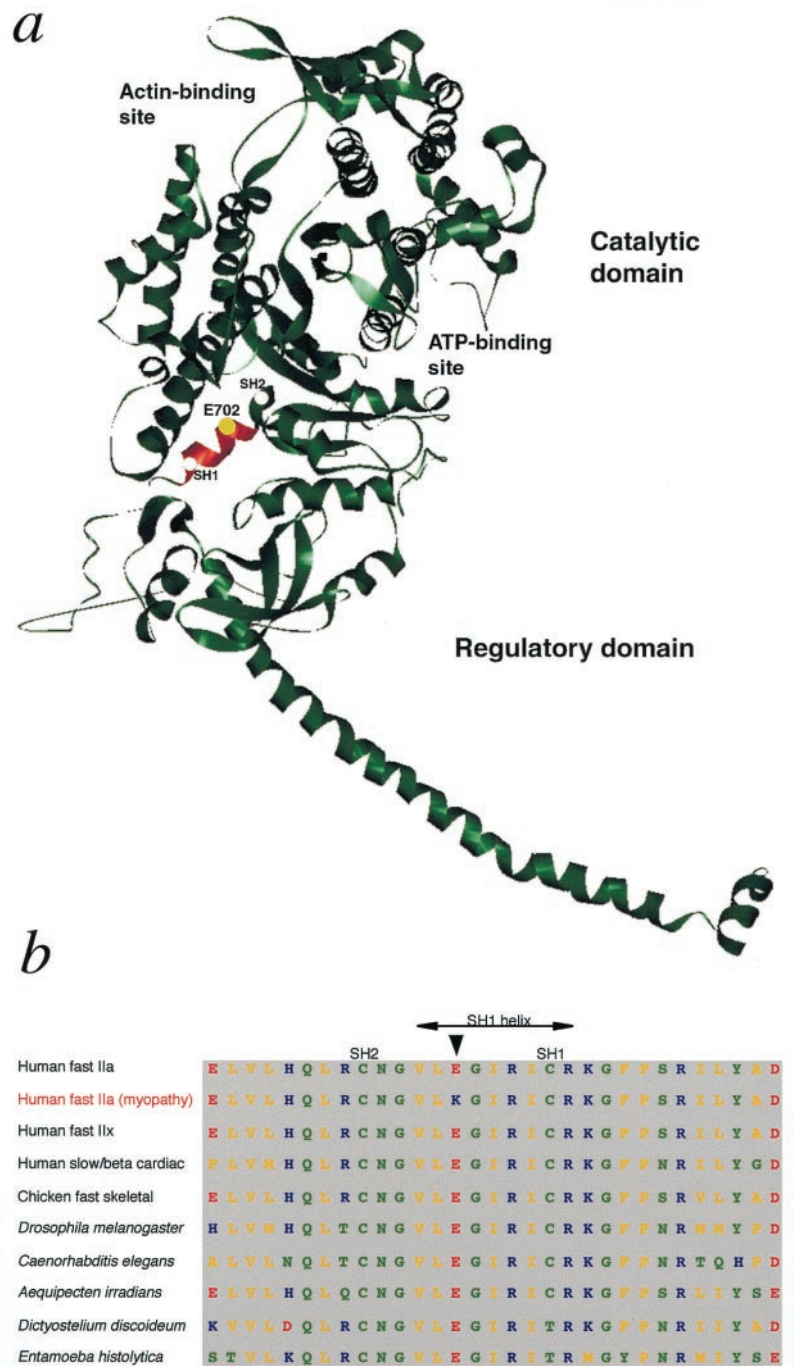 a
Actin-binding
site
Catalytic
domain
ATP-binding
site
SH2
E702
SH1
Regulatory domain
b
SH1 helix
SH2 SH1
Human fast IIa E L V L H Q L R C N G V L E G I R I C R K G F P S R I L Y A D
Human fast IIa (myopathy) E L V L H Q L R C N G V L K G I R I C R K G F P S R I L Y A D
Human fast IIx E L V L H Q L R C N G V L E G I R I C R K G F P N R I L Y A D
Human slow/beta cardiac P L V M H Q L R C N G V L E G I R I C R K G F P N R I L Y G D
Chicken fast skeletal E L V L H Q L R C N G V L E G I R I C R K G F P S R V L Y A D
Drosophila melanogaster H L V M H Q L T C N G V L E G I R I C R K G F P N R M M Y P D
Caenorhabditis elegans A L V L N Q L T C N G V L E G I R I C R K G F P N R T Q H P D
Aequipecten irradians E L V L H Q L Q C N G V L E G I R I C R K G F P S R L I Y S E
Dictyostelium discoideum K V V L D Q L R C N G V L E G I R I T R K G F P N R I I Y A D
Entamoeba histolytica S T V L K Q L R C N G V L E G I R I T R M G Y P N R M I Y S E